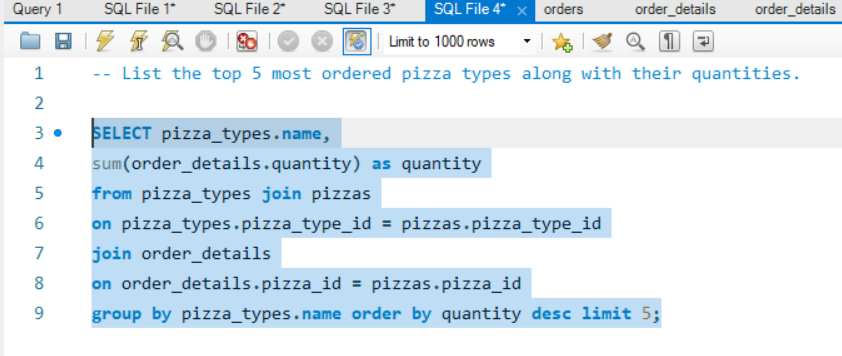 Query 1 SQL File 1* SQL File 2* SQL File 3* SQL File 4* × orders order_details order_details
Limit to 1000 rows
1 -- List the top 5 most ordered pizza types along with their quantities.
2
3 SELECT pizza_types.name,
4 sum(order_details.quantity) as quantity
5 from pizza_types join pizzas
6 on pizza_types.pizza_type_id = pizzas.pizza_type_id
7 join order_details
8 on order_details.pizza_id = pizzas.pizza_id
9 group by pizza_types.name order by quantity desc limit 5;